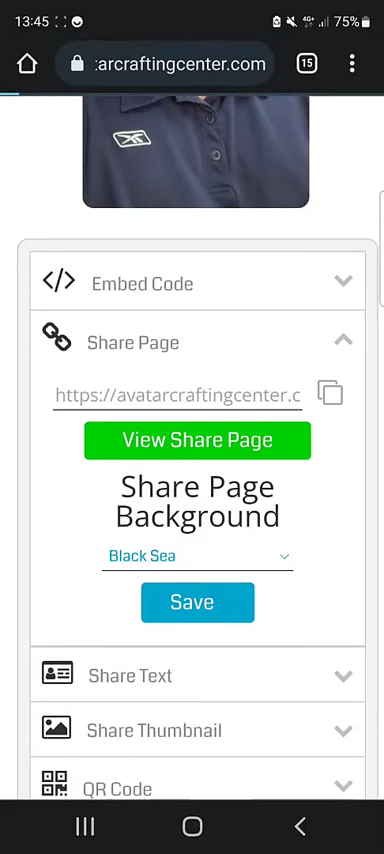 13:45
4G+
75%
:arcraftingcenter.com
15
Embed Code
Share Page
https://avatarcraftingcenter.c
View Share Page
Share Page
Background
Black Sea
Save
Share Text
Share Thumbnail
QR Code